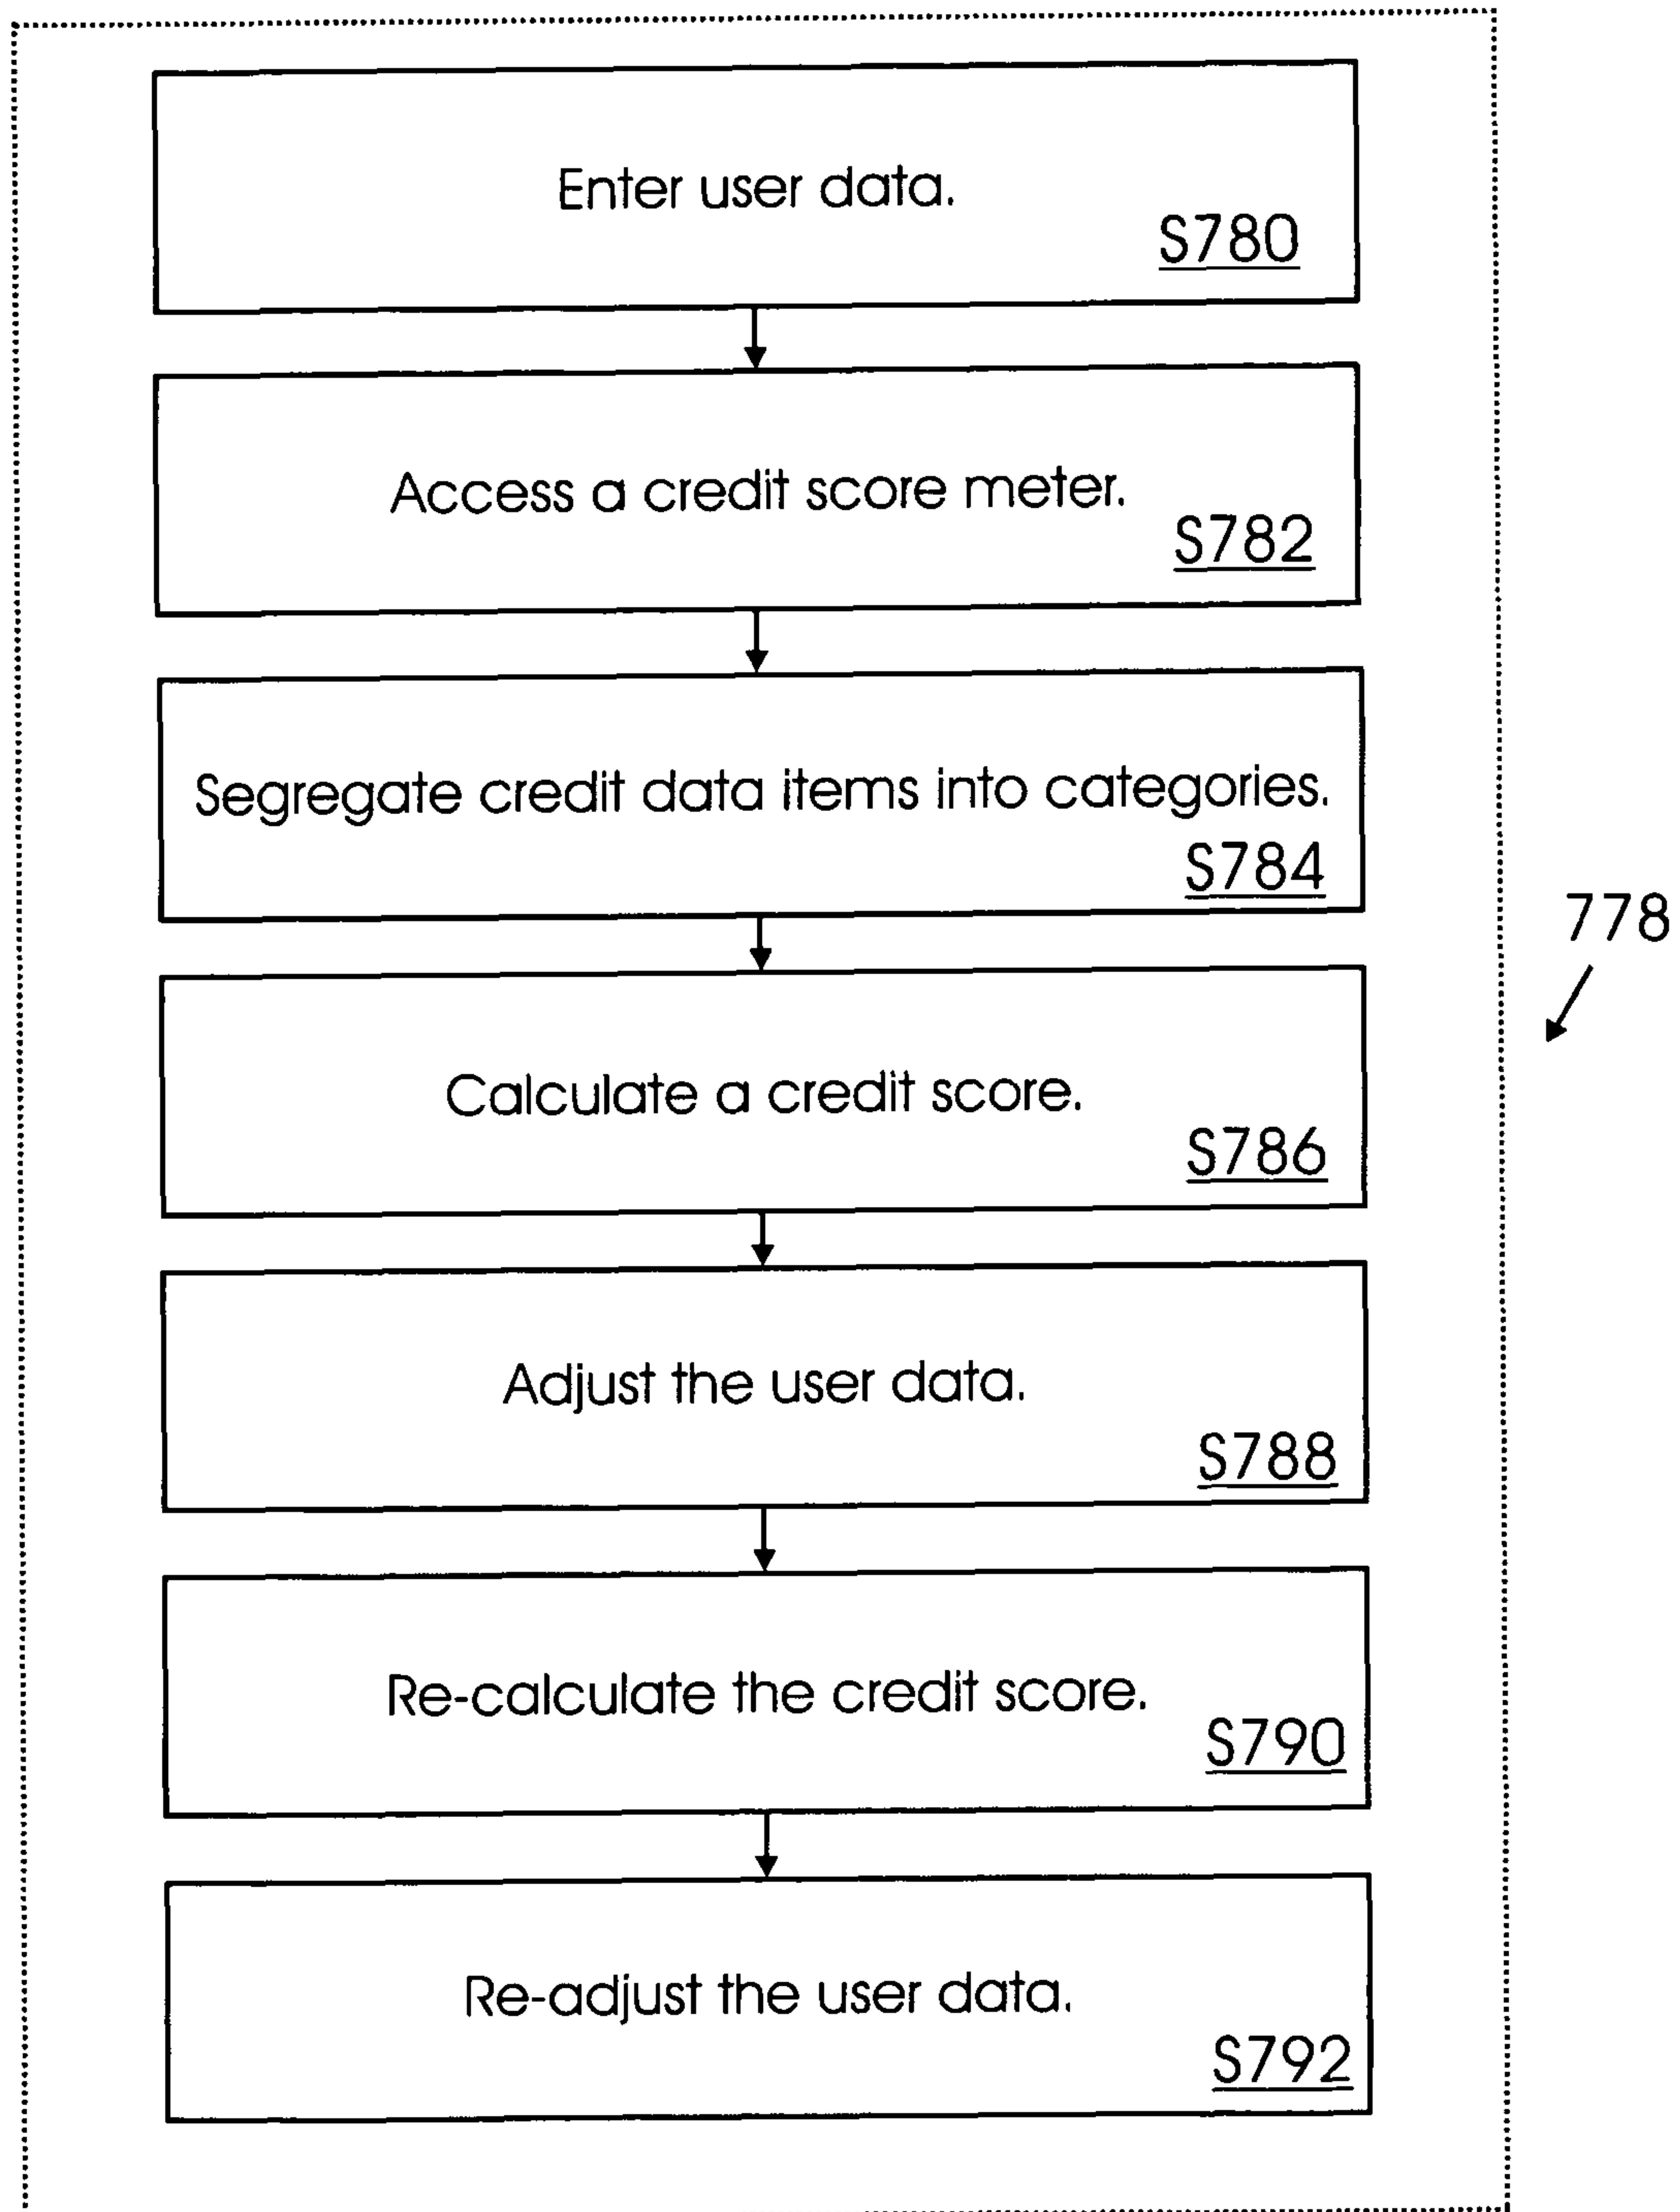 Enter user data.
S780
Access a credit score meter.
S782
Segregate credit data items into categories.
S784
778
Calculate a credit score.
S786
Adjust the user data.
S788
Re-calculate the credit score.
S790
Re-adjust the user data.
S792